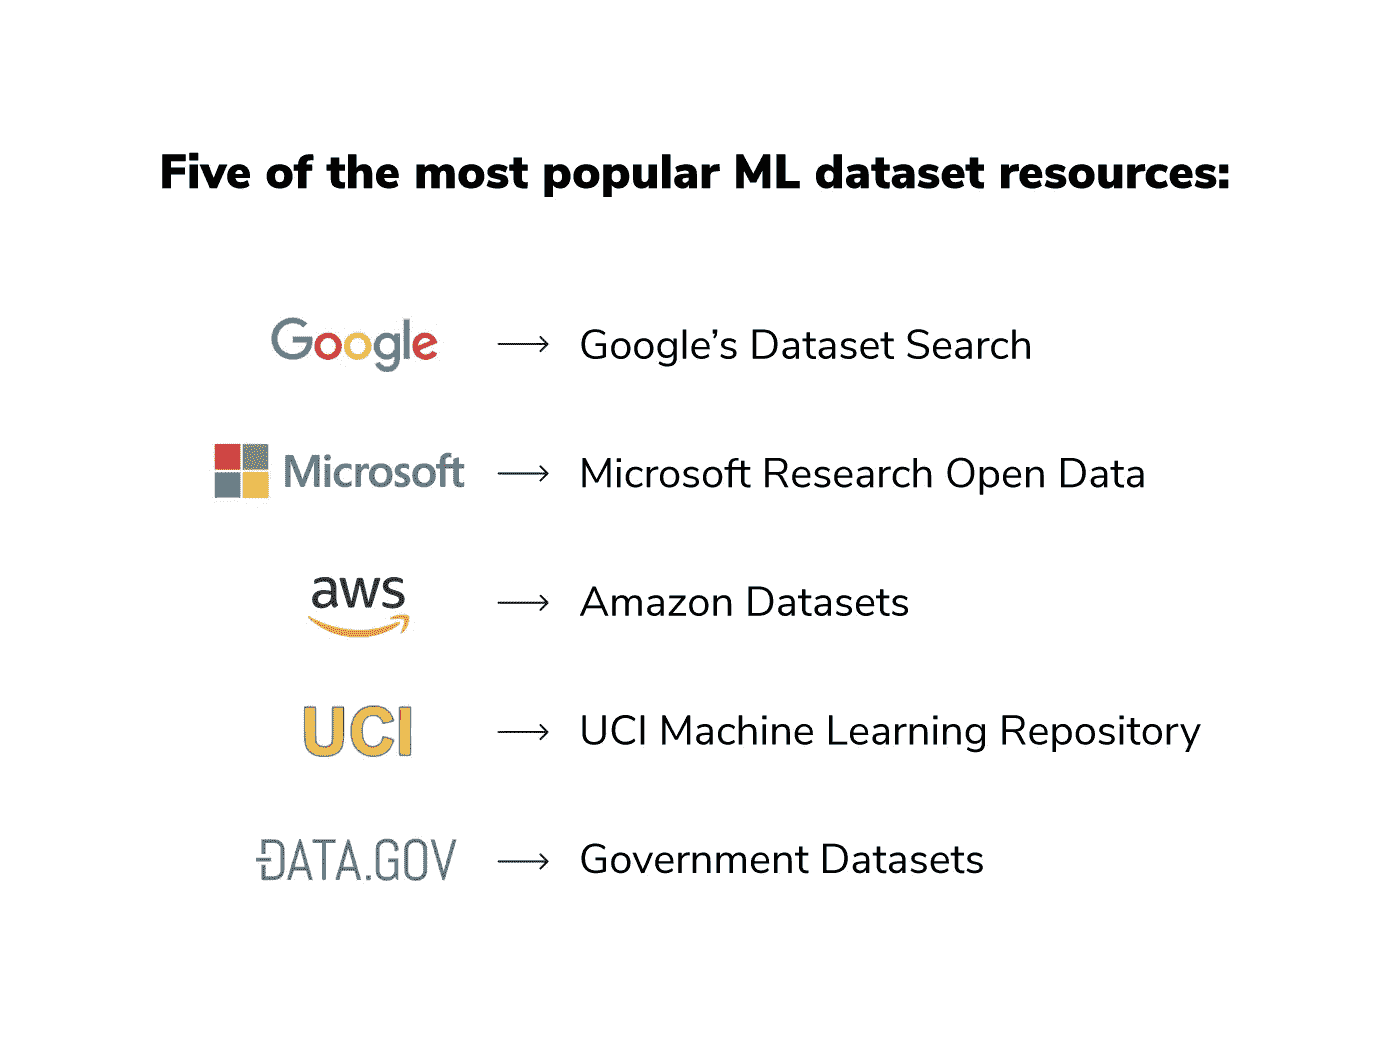 Five of the most popular ML dataset resources:
Google → Google’s Dataset Search
Microsoft → Microsoft Research Open Data
aws → Amazon Datasets
UCI → UCI Machine Learning Repository
DATA.GOV → Government Datasets